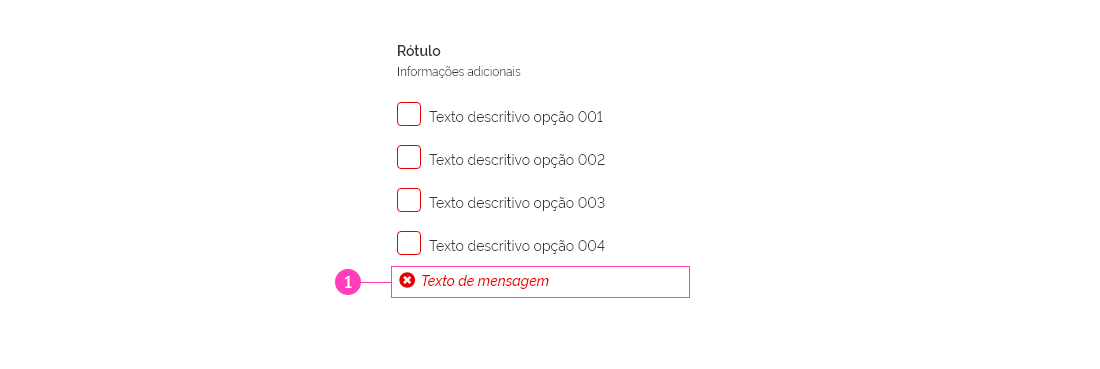 Rótulo
Informações adicionais
Texto descritivo opção 001
Texto descritivo opção 002
Texto descritivo opção 003
Texto descritivo opção 004
1 Texto de mensagem